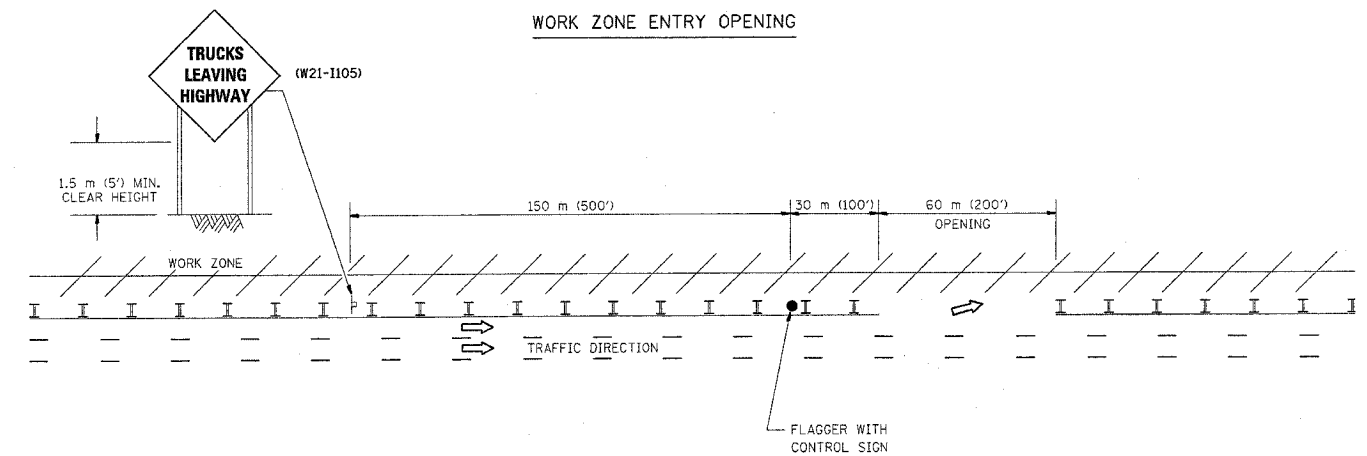 WORK ZONE ENTRY OPENING
TRUCKS
LEAVING
HIGHWAY
(W21-I105)
1.5 m (5') MIN.
CLEAR HEIGHT
150 m (500')
30 m (100')
60 m (200')
OPENING
WORK ZONE
TRAFFIC DIRECTION
FLAGGER WITH
CONTROL SIGN